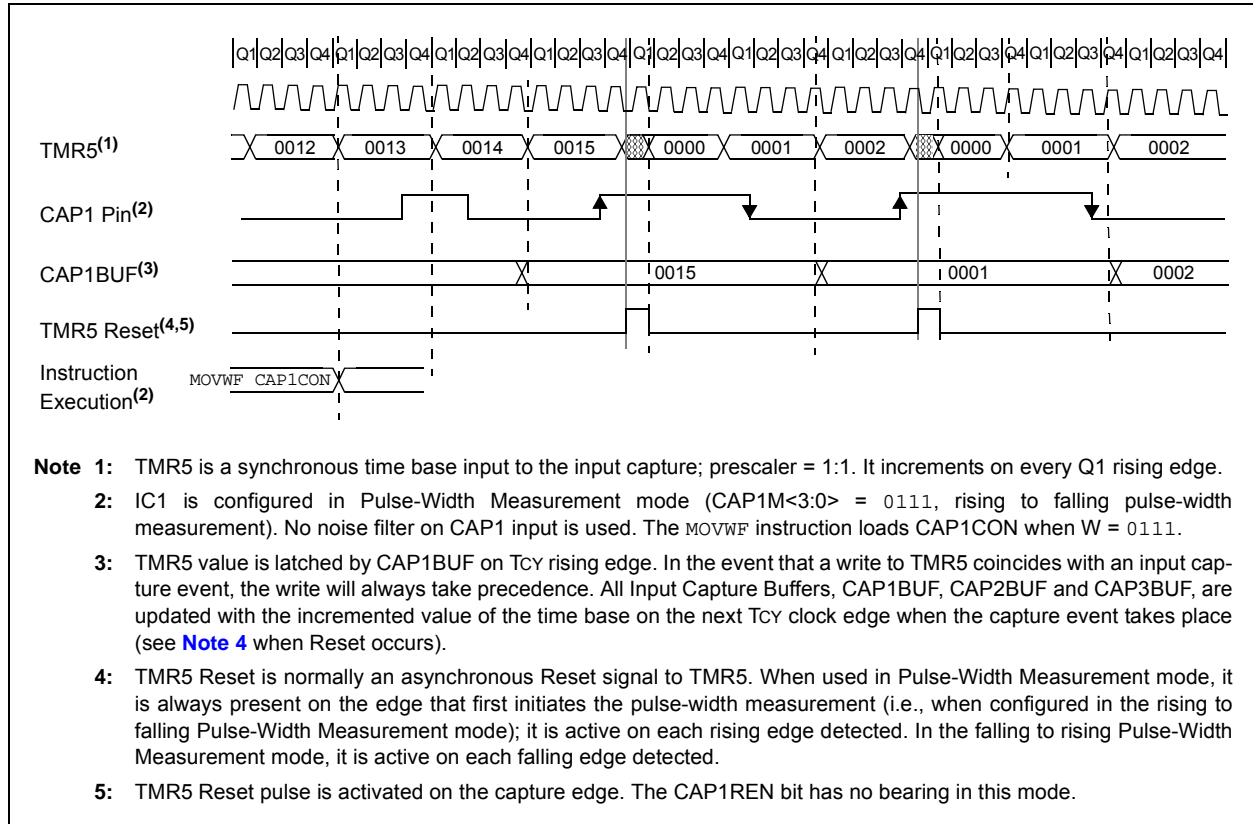 Q1 Q2 Q3 Q4 Q1 Q2 Q3 Q4 Q1 Q2 Q3 Q4 Q1 Q2 Q3 Q4 Q1 Q2 Q3 Q4 Q1 Q2 Q3 Q4 Q1 Q2 Q3 Q4 Q1 Q2 Q3 Q4 Q1 Q2 Q3 Q4 Q1 Q2 Q3 Q4
TMR5(1) 0012 0013 0014 0015 0000 0001 0002 0000 0001 0002
CAP1 Pin(2)
CAP1BUF(3) 0015 0001 0002
TMR5 Reset(4,5)
Instruction
Execution(2) MOVWF CAP1CON
Note 1: TMR5 is a synchronous time base input to the input capture; prescaler = 1:1. It increments on every Q1 rising edge.
2: IC1 is configured in Pulse-Width Measurement mode (CAP1M<3:0> = 0111, rising to falling pulse-width
measurement). No noise filter on CAP1 input is used. The MOVWF instruction loads CAP1CON when W = 0111.
3: TMR5 value is latched by CAP1BUF on TCY rising edge. In the event that a write to TMR5 coincides with an input cap-
ture event, the write will always take precedence. All Input Capture Buffers, CAP1BUF, CAP2BUF and CAP3BUF, are
updated with the incremented value of the time base on the next TCY clock edge when the capture event takes place
(see Note 4 when Reset occurs).
4: TMR5 Reset is normally an asynchronous Reset signal to TMR5. When used in Pulse-Width Measurement mode, it
is always present on the edge that first initiates the pulse-width measurement (i.e., when configured in the rising to
falling Pulse-Width Measurement mode); it is active on each rising edge detected. In the falling to rising Pulse-Width
Measurement mode, it is active on each falling edge detected.
5: TMR5 Reset pulse is activated on the capture edge. The CAP1REN bit has no bearing in this mode.